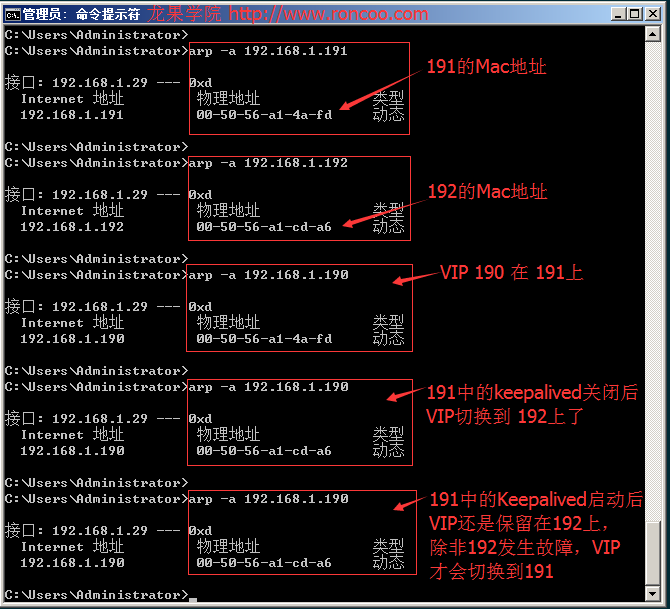 管理员: 命令提示符 龙果学院 http://www.roncoo.com
C:\Users\Administrator>
C:\Users\Administrator>arp -a 192.168.1.191
191的Mac地址
接口: 192.168.1.29 --- 0xd
Internet 地址 物理地址 类型
192.168.1.191 00-50-56-a1-4a-fd 动态
C:\Users\Administrator>
C:\Users\Administrator>arp -a 192.168.1.192
192的Mac地址
接口: 192.168.1.29 --- 0xd
Internet 地址 物理地址 类型
192.168.1.192 00-50-56-a1-cd-a6 动态
C:\Users\Administrator>
C:\Users\Administrator>arp -a 192.168.1.190
VIP 190 在 191上
接口: 192.168.1.29 --- 0xd
Internet 地址 物理地址 类型
192.168.1.190 00-50-56-a1-4a-fd 动态
C:\Users\Administrator>
C:\Users\Administrator>arp -a 192.168.1.190
191中的keepalived关闭后
VIP切换到 192上了
接口: 192.168.1.29 --- 0xd
Internet 地址 物理地址 类型
192.168.1.190 00-50-56-a1-cd-a6 动态
C:\Users\Administrator>
C:\Users\Administrator>arp -a 192.168.1.190
191中的Keepalived启动后
VIP还是保留在192上，
除非192发生故障，VIP
才会切换到191
接口: 192.168.1.29 --- 0xd
Internet 地址 物理地址 类型
192.168.1.190 00-50-56-a1-cd-a6 动态
C:\Users\Administrator>